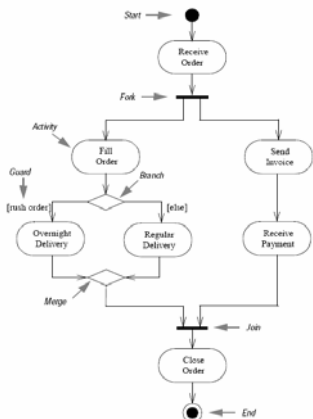 Start
Receive
Order
Fork
Activity
Fill
Order
Send
Invoice
Guard
Branch
[rush order]
[else]
Overnight
Delivery
Regular
Delivery
Receive
Payment
Merge
Join
Close
Order
End